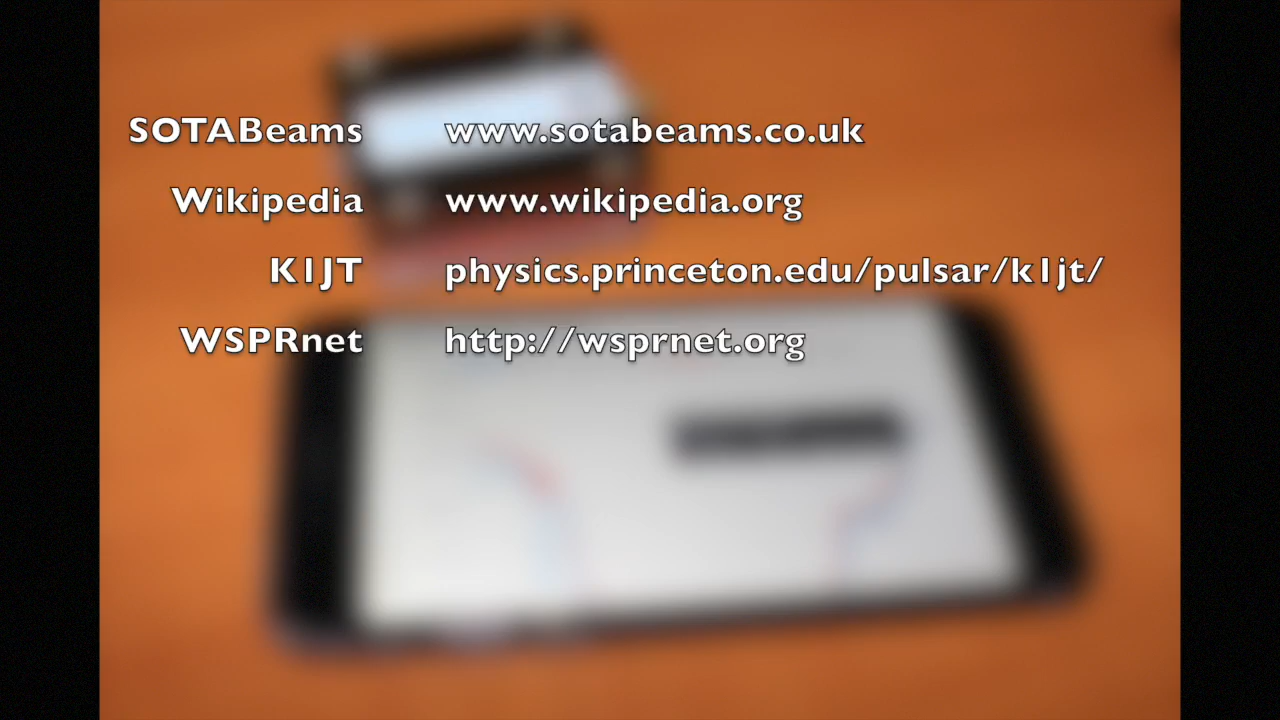 SOTABeams www.sotabeams.co.uk
Wikipedia www.wikipedia.org
K1JT physics.princeton.edu/pulsar/k1jt/
WSPRnet http://wsprnet.org